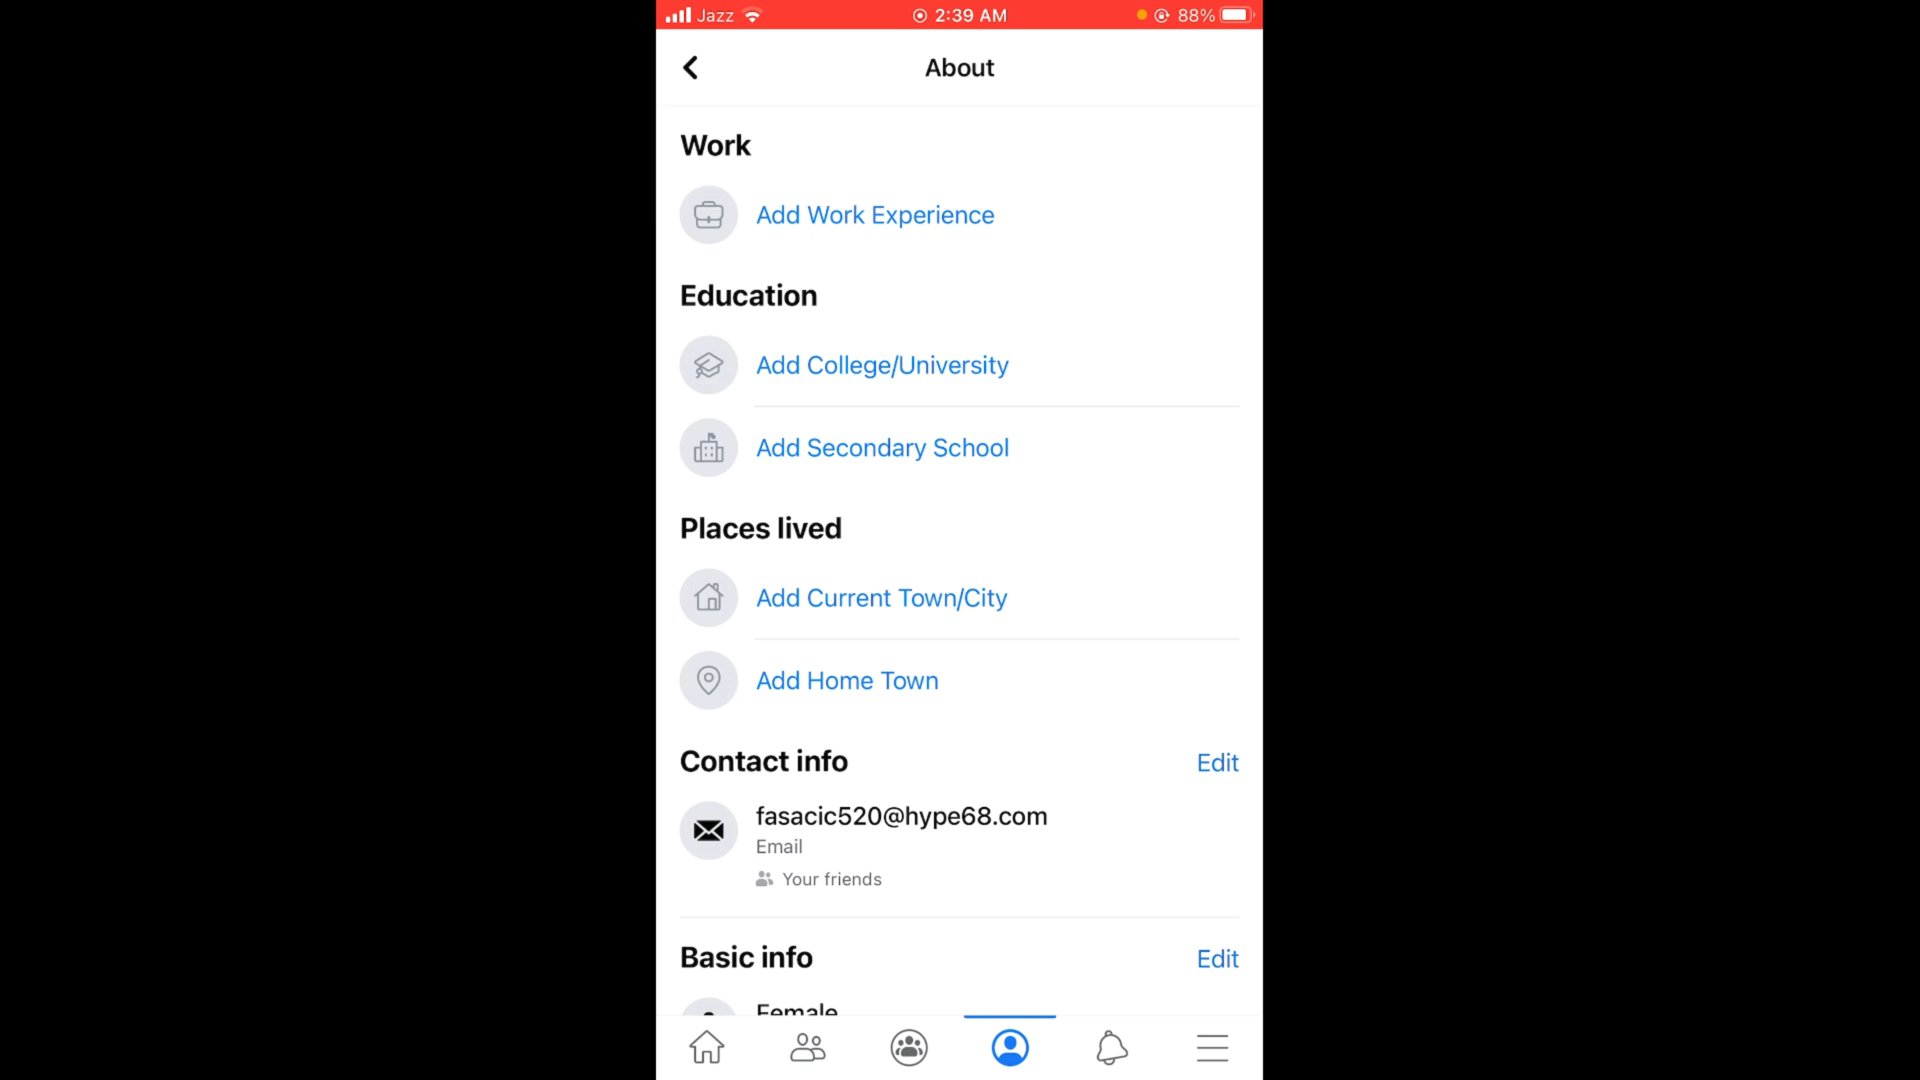 Jazz 2:39 AM 88%
About
Work
Add Work Experience
Education
Add College/University
Add Secondary School
Places lived
Add Current Town/City
Add Home Town
Contact info Edit
fasacic520@hype68.com
Email
Your friends
Basic info Edit
Female